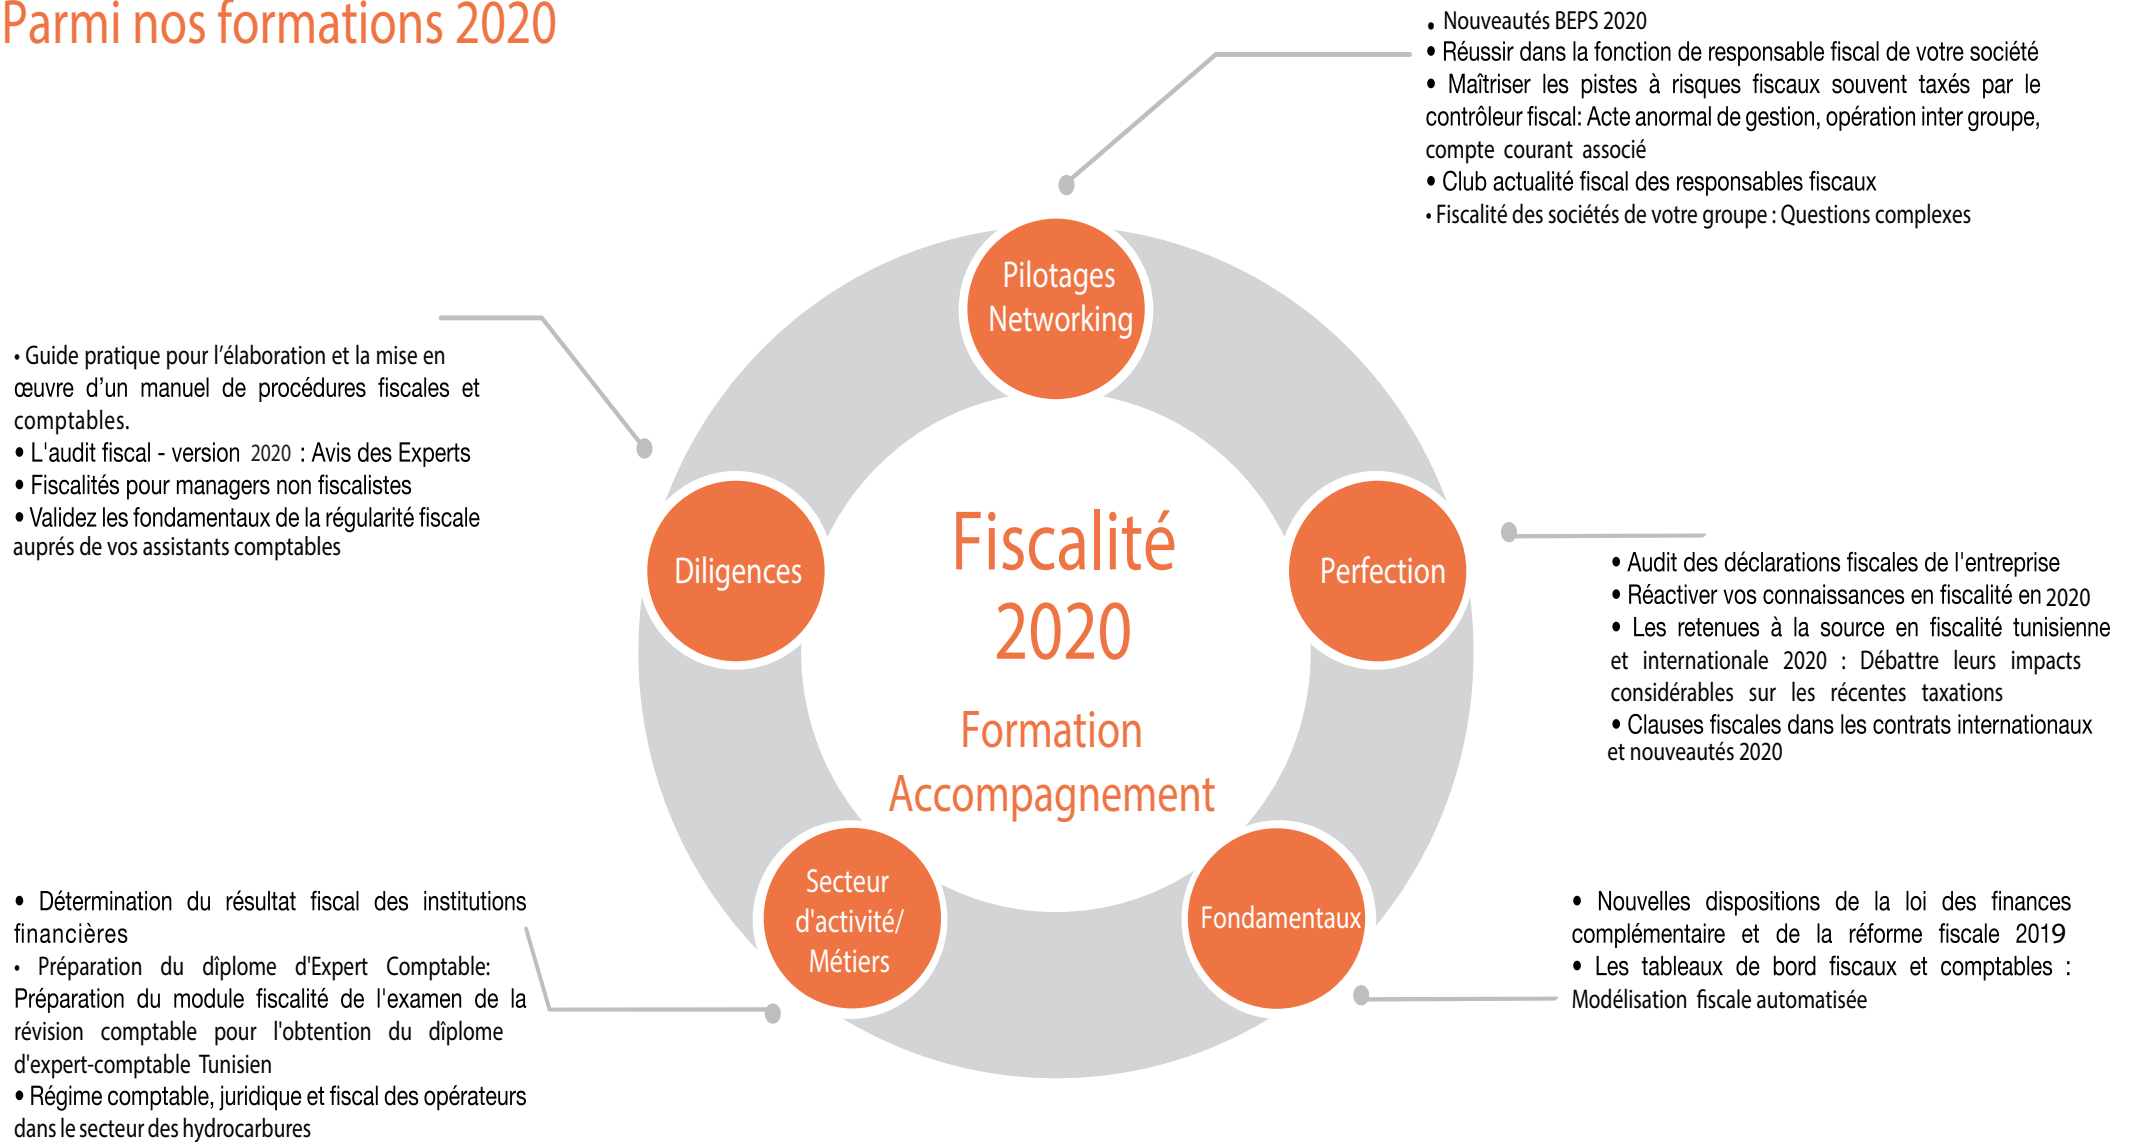 Parmi nos formations 2020
• Nouveautés BEPS 2020
• Réussir dans la fonction de responsable fiscal de votre société
• Maîtriser les pistes à risques fiscaux souvent taxés par le
contrôleur fiscal: Acte anormal de gestion, opération inter groupe,
compte courant associé
• Club actualité fiscal des responsables fiscaux
• Fiscalité des sociétés de votre groupe : Questions complexes
Pilotages
Networking
• Guide pratique pour l’élaboration et la mise en
œuvre d’un manuel de procédures fiscales et
comptables.
• L'audit fiscal - version 2020 : Avis des Experts
• Fiscalités pour managers non fiscalistes
• Validez les fondamentaux de la régularité fiscale
auprés de vos assistants comptables
Diligences
Fiscalité
2020
Formation
Accompagnement
Perfection
• Audit des déclarations fiscales de l'entreprise
• Réactiver vos connaissances en fiscalité en 2020
• Les retenues à la source en fiscalité tunisienne
et internationale 2020 : Débattre leurs impacts
considérables sur les récentes taxations
• Clauses fiscales dans les contrats internationaux
et nouveautés 2020
Secteur
d'activité/
Métiers
• Détermination du résultat fiscal des institutions
financières
• Préparation du dîplome d'Expert Comptable:
Préparation du module fiscalité de l'examen de la
révision comptable pour l'obtention du dîplome
d'expert-comptable Tunisien
• Régime comptable, juridique et fiscal des opérateurs
dans le secteur des hydrocarbures
Fondamentaux
• Nouvelles dispositions de la loi des finances
complémentaire et de la réforme fiscale 2019
• Les tableaux de bord fiscaux et comptables :
Modélisation fiscale automatisée